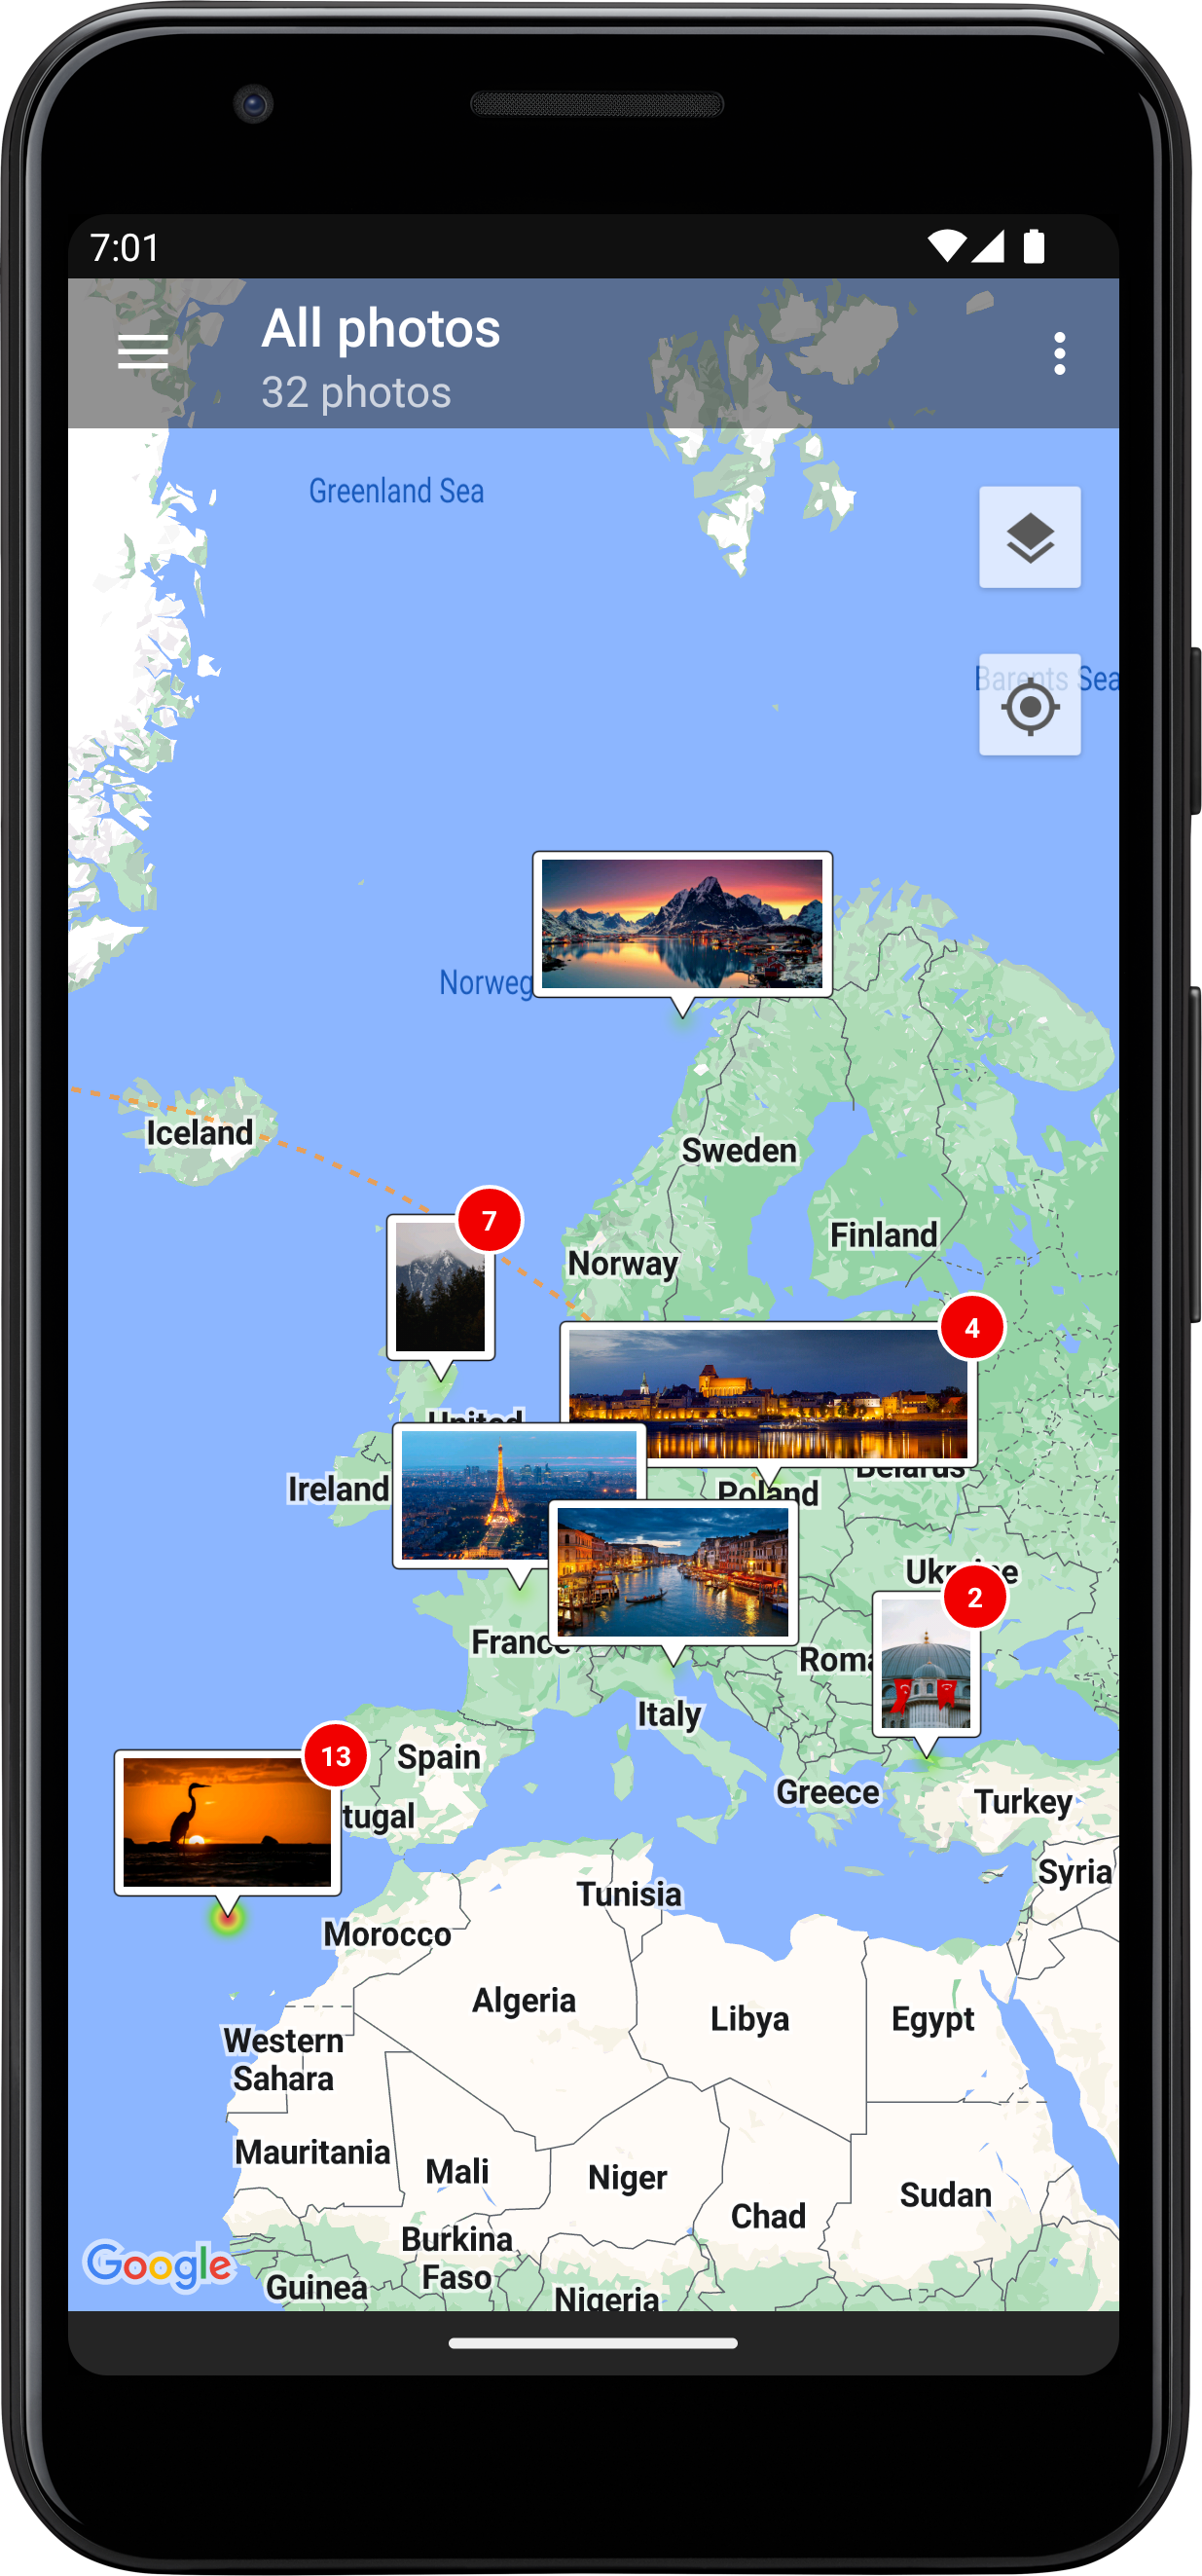 7:01
All photos
32 photos
Greenland Sea
Barents Sea
Norweg
Iceland
Sweden
Finland
Norway
7
4
United
Belarus
Ireland
Poland
Ukraine
2
France
Roma
Italy
13
Spain
tugal
Greece
Turkey
Syria
Tunisia
Morocco
Algeria
Libya
Egypt
Western
Sahara
Mauritania
Mali
Niger
Sudan
Chad
Burkina
Faso
Google
Guinea
Nigeria